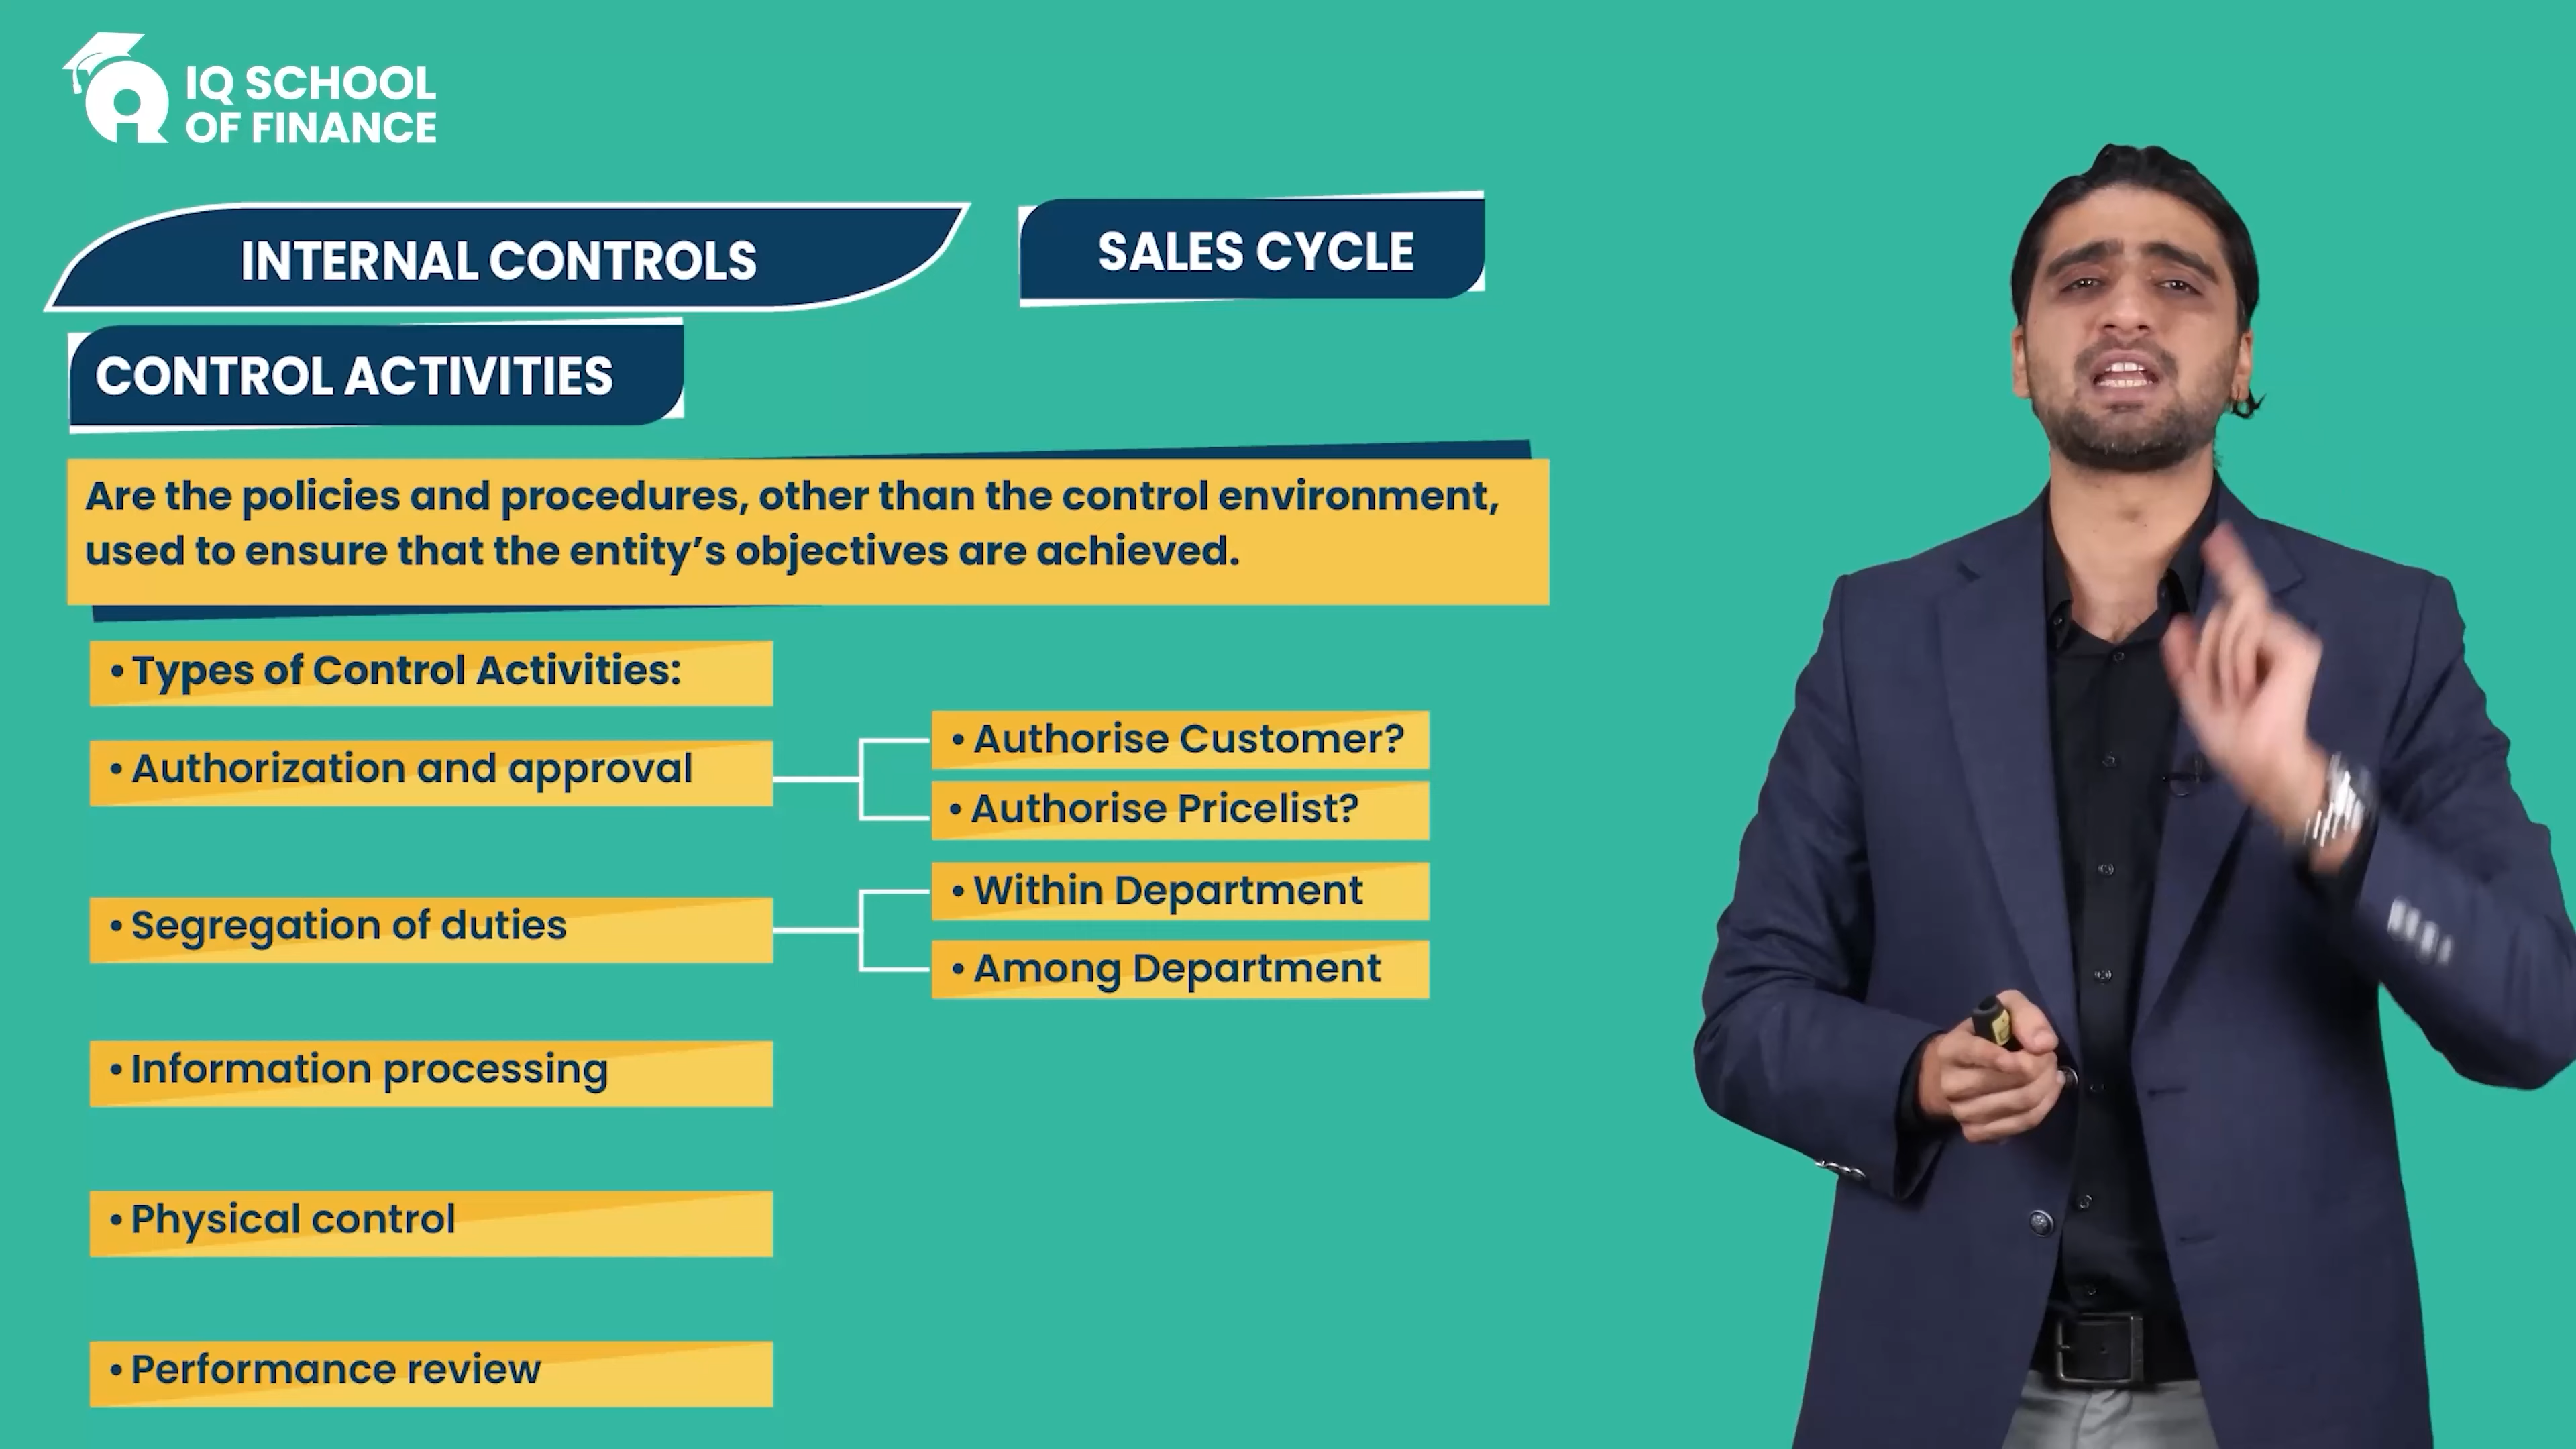 IQ SCHOOL
OF FINANCE
INTERNAL CONTROLS
SALES CYCLE
CONTROL ACTIVITIES
Are the policies and procedures, other than the control environment,
used to ensure that the entity’s objectives are achieved.
• Types of Control Activities:
• Authorization and approval
• Authorise Customer?
• Authorise Pricelist?
• Segregation of duties
• Within Department
• Among Department
• Information processing
• Physical control
• Performance review